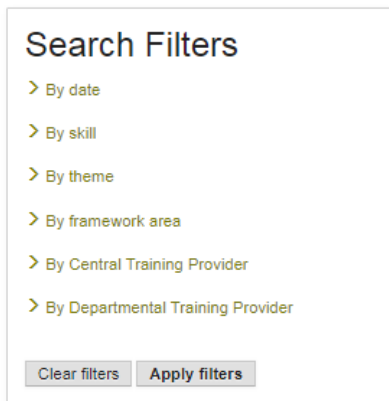 Search Filters
By date
By skill
By theme
By framework area
By Central Training Provider
By Departmental Training Provider
Clear filters Apply filters